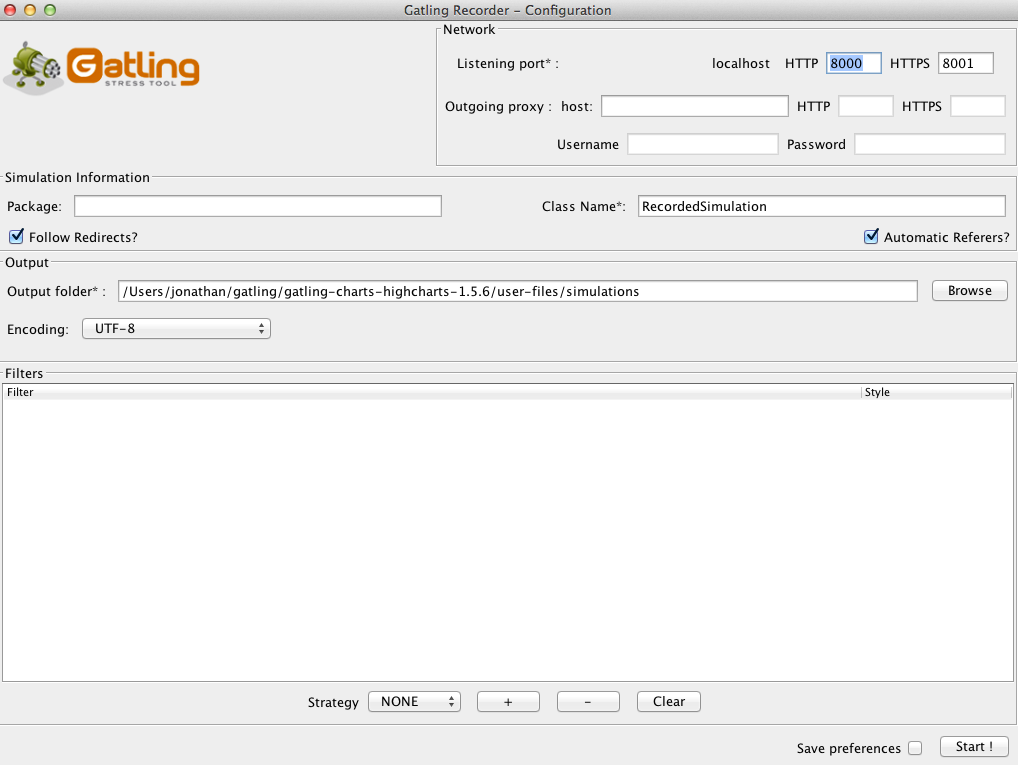 Gatling Recorder - Configuration
Gatling
STRESS TOOL
Network
Listening port* : localhost HTTP 8000 HTTPS 8001
Outgoing proxy : host: HTTP HTTPS
Username Password
Simulation Information
Package: Class Name*: RecordedSimulation
Follow Redirects? Automatic Referers?
Output
Output folder* : /Users/jonathan/gatling/gatling-charts-highcharts-1.5.6/user-files/simulations Browse
Encoding: UTF-8
Filters
Filter Style
Strategy NONE + - Clear
Save preferences Start !